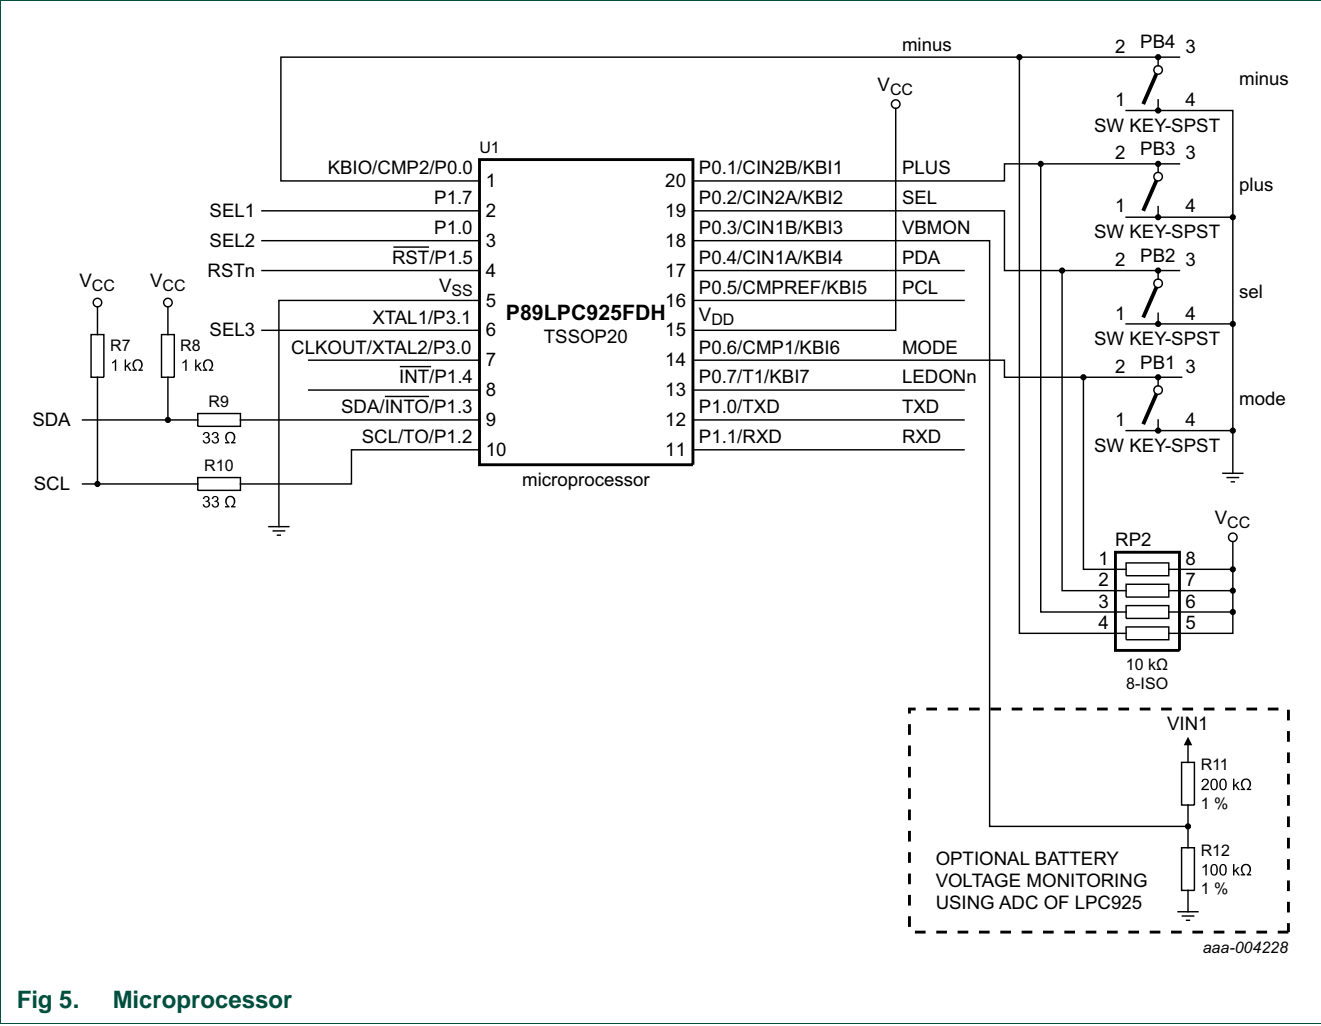 minus
2 PB4 3
minus
1 4
SW KEY-SPST
VCC
U1
KBIO/CMP2/P0.0 1
SEL1 P1.7 2
SEL2 P1.0 3
RSTn RST/P1.5 4
VSS 5
SEL3 XTAL1/P3.1 6
CLKOUT/XTAL2/P3.0 7
INT/P1.4 8
SDA/INTO/P1.3 9
SCL/TO/P1.2 10
P89LPC925FDH
TSSOP20
microprocessor
20 P0.1/CIN2B/KBI1 PLUS
19 P0.2/CIN2A/KBI2 SEL
18 P0.3/CIN1B/KBI3 VBMON
17 P0.4/CIN1A/KBI4 PDA
16 P0.5/CMPREF/KBI5 PCL
15 VDD
14 P0.6/CMP1/KBI6 MODE
13 P0.7/T1/KBI7 LEDONn
12 P1.0/TXD TXD
11 P1.1/RXD RXD
2 PB3 3
plus
1 4
SW KEY-SPST
2 PB2 3
sel
1 4
SW KEY-SPST
2 PB1 3
mode
1 4
SW KEY-SPST
VCC VCC
R7
1 kΩ
R8
1 kΩ
SDA
R9
33 Ω
SCL
R10
33 Ω
VCC
RP2
1 8
2 7
3 6
4 5
10 kΩ
8-ISO
VIN1
R11
200 kΩ
1 %
R12
100 kΩ
1 %
OPTIONAL BATTERY
VOLTAGE MONITORING
USING ADC OF LPC925
aaa-004228
Fig 5. Microprocessor